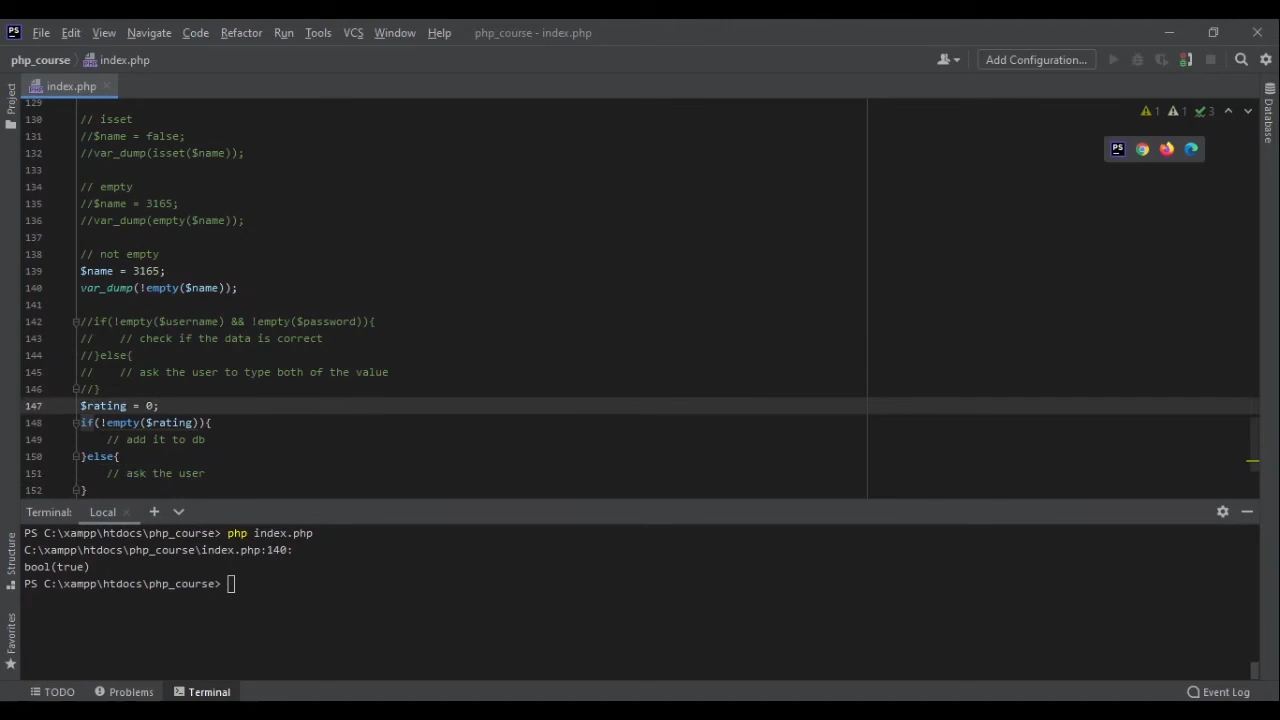 PS File Edit View Navigate Code Refactor Run Tools VCS Window Help php_course - index.php
php_course index.php Add Configuration...
index.php
Project
Database
1 1 3
129
130 // isset
131 //$name = false;
132 //var_dump(isset($name));
133
134 // empty
135 //$name = 3165;
136 //var_dump(empty($name));
137
138 // not empty
139 $name = 3165;
140 var_dump(!empty($name));
141
142 //if(!empty($username) && !empty($password)){
143 //    // check if the data is correct
144 //}else{
145 //    // ask the user to type both of the value
146 //}
147 $rating = 0;
148 if(!empty($rating)){
149     // add it to db
150 }else{
151     // ask the user
152 }
PS
Terminal: Local
PS C:\xampp\htdocs\php_course> php index.php
C:\xampp\htdocs\php_course\index.php:140:
bool(true)
PS C:\xampp\htdocs\php_course>
Structure
Favorites
TODO Problems Terminal Event Log